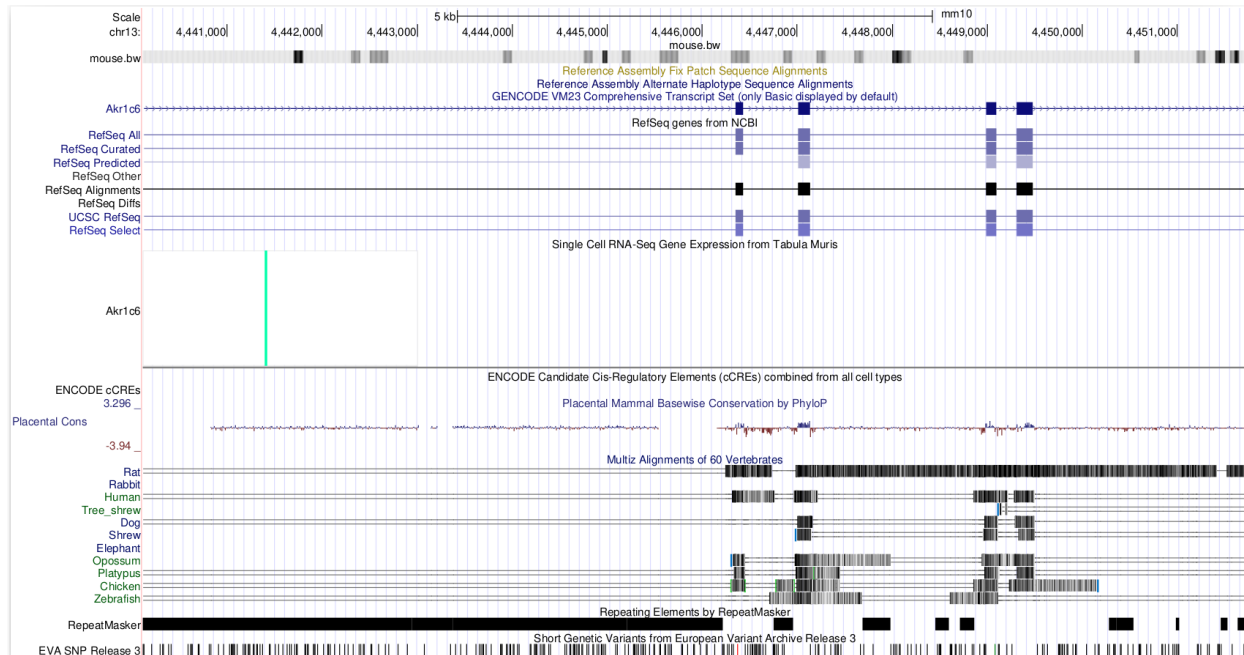 Scale 5 kb mm10
chr13: 4,441,000 4,442,000 4,443,000 4,444,000 4,445,000 4,446,000 4,447,000 4,448,000 4,449,000 4,450,000 4,451,000
mouse.bw
mouse.bw
Reference Assembly Fix Patch Sequence Alignments
Reference Assembly Alternate Haplotype Sequence Alignments
GENCODE VM23 Comprehensive Transcript Set (only Basic displayed by default)
Akr1c6
RefSeq genes from NCBI
RefSeq All
RefSeq Curated
RefSeq Predicted
RefSeq Other
RefSeq Alignments
RefSeq Diffs
UCSC RefSeq
RefSeq Select
Single Cell RNA-Seq Gene Expression from Tabula Muris
Akr1c6
ENCODE Candidate Cis-Regulatory Elements (cCREs) combined from all cell types
ENCODE cCREs
3.296 _
Placental Mammal Basewise Conservation by PhyloP
Placental Cons
-3.94 _
Multiz Alignments of 60 Vertebrates
Rat
Rabbit
Human
Tree_shrew
Dog
Shrew
Elephant
Opossum
Platypus
Chicken
Zebrafish
Repeating Elements by RepeatMasker
RepeatMasker
Short Genetic Variants from European Variant Archive Release 3
EVA SNP Release 3